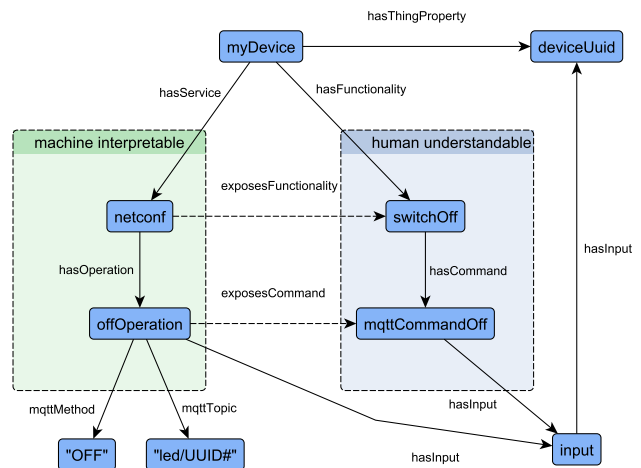 hasThingProperty
myDevice
deviceUuid
hasService
hasFunctionality
machine interpretable
human understandable
exposesFunctionality
netconf
switchOff
hasInput
hasOperation
hasCommand
exposesCommand
offOperation
mqttCommandOff
mqttMethod
mqttTopic
hasInput
"OFF"
"led/UUID#"
hasInput
input